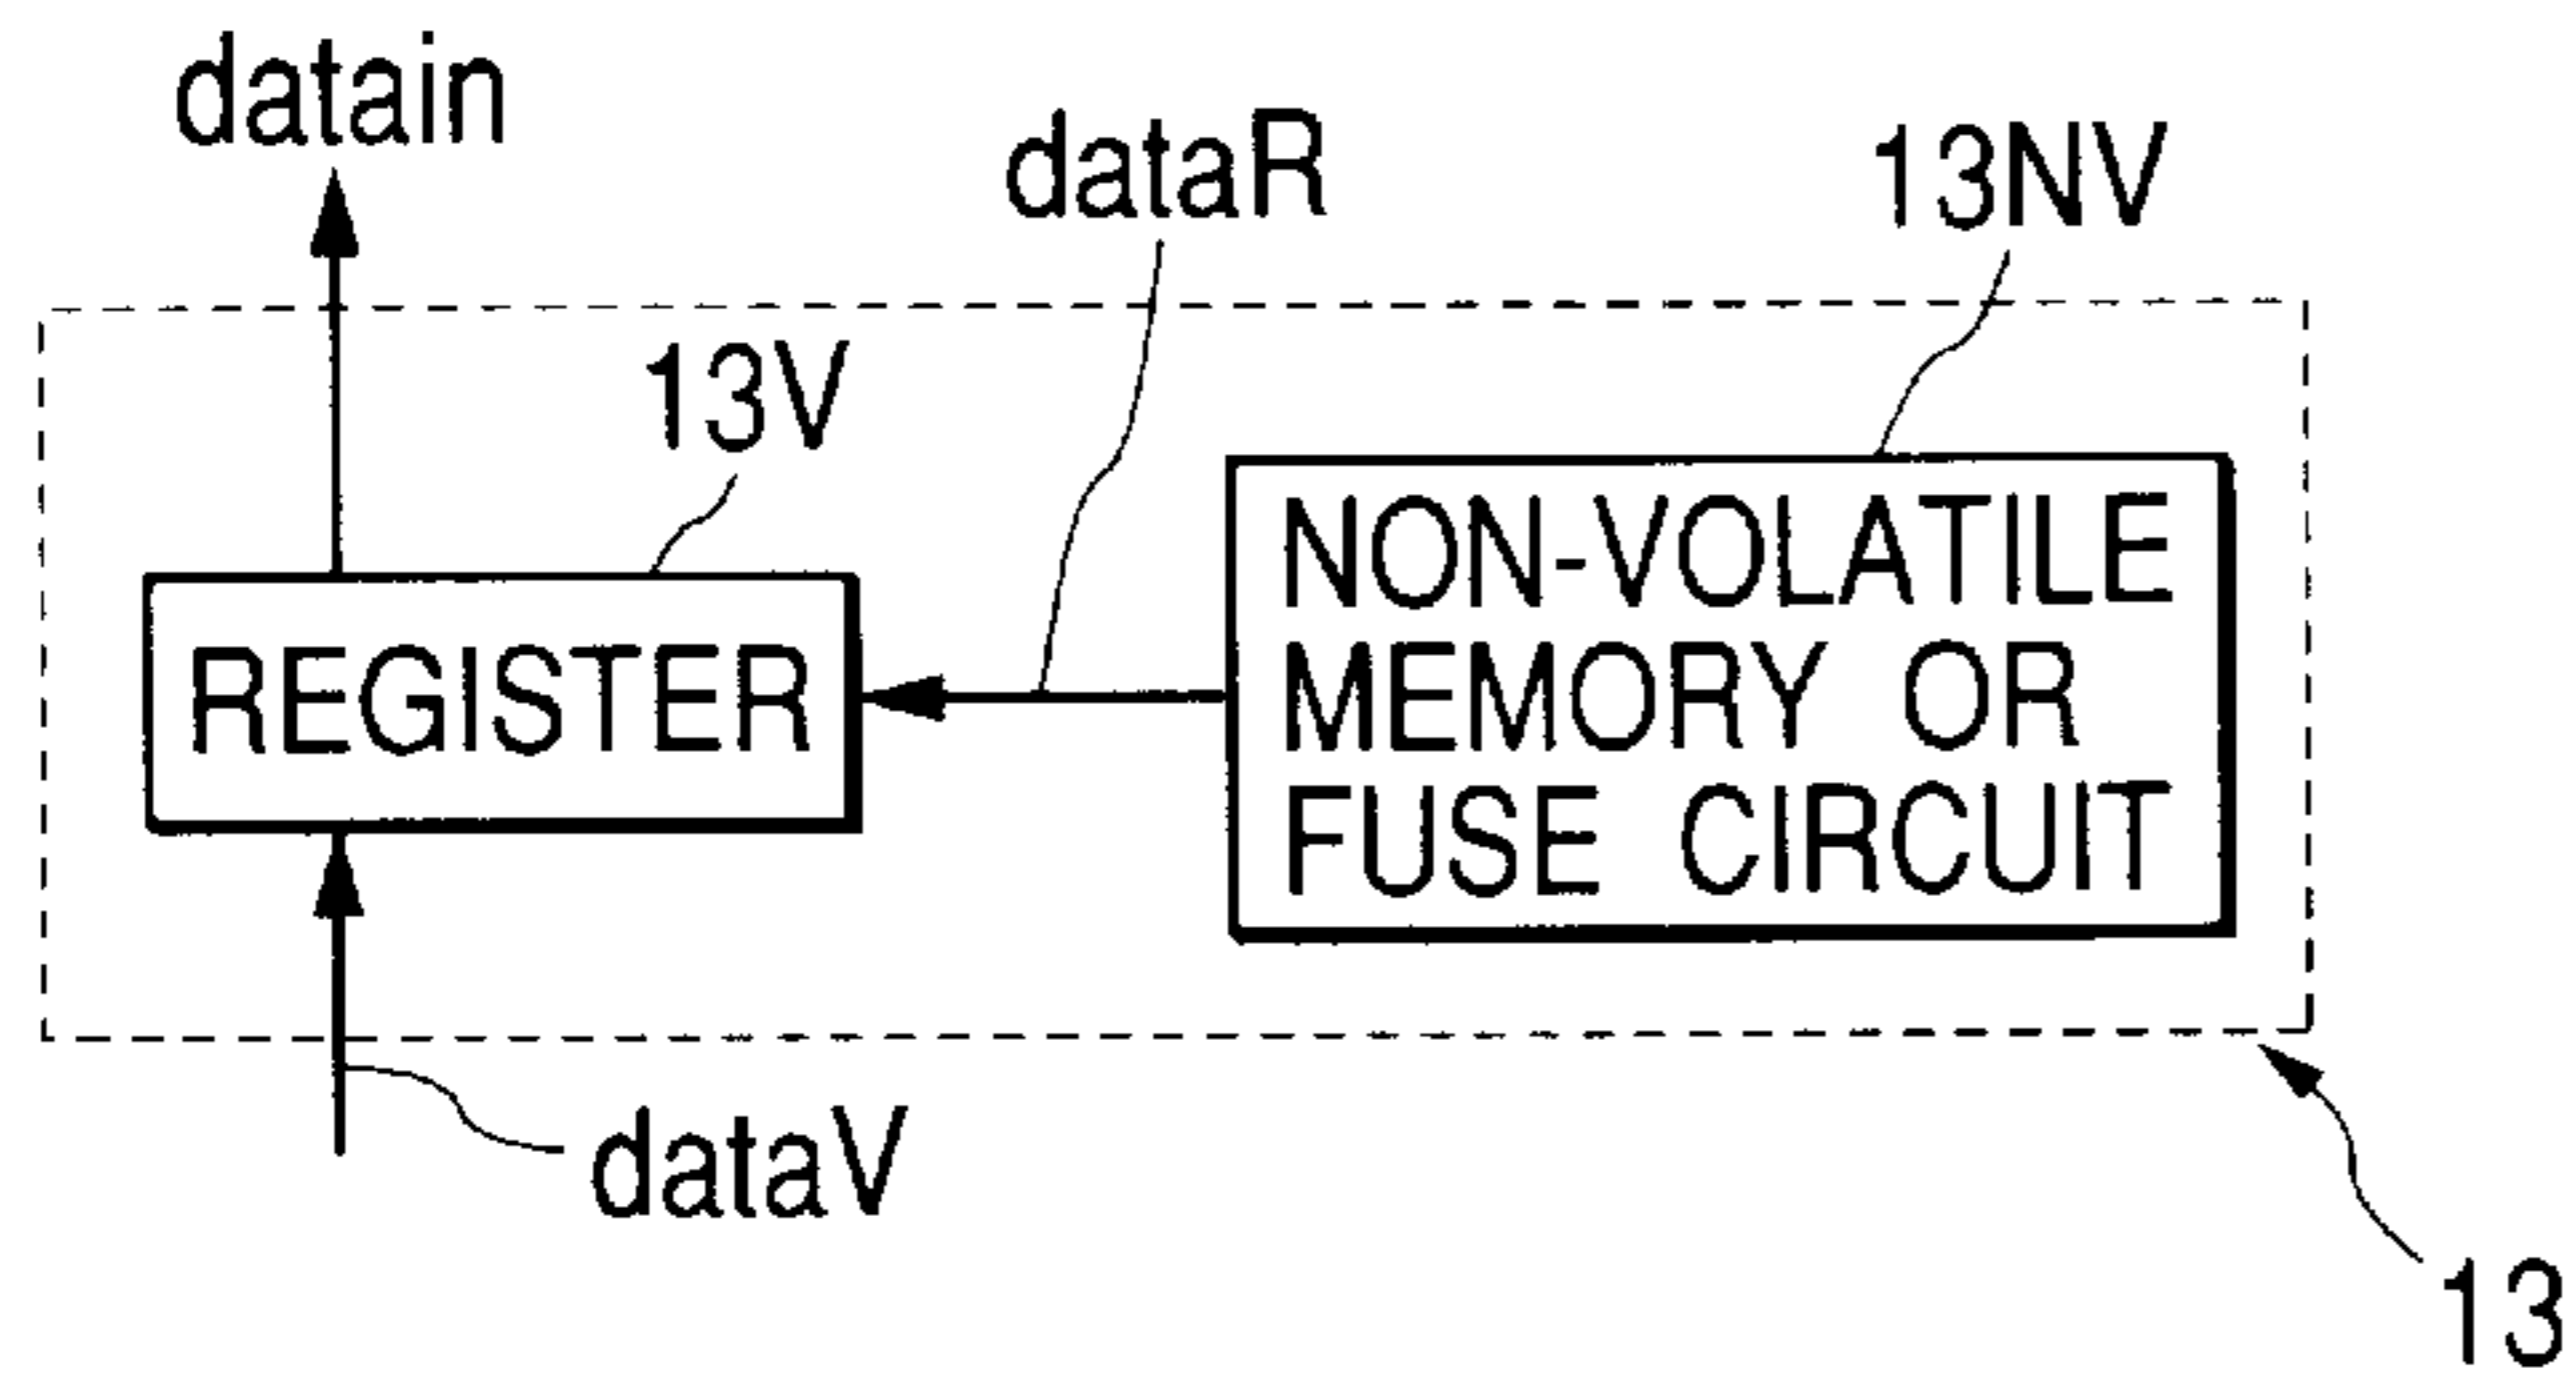 datain
dataR
13NV
13V
REGISTER
NON-VOLATILE
MEMORY OR
FUSE CIRCUIT
dataV
13